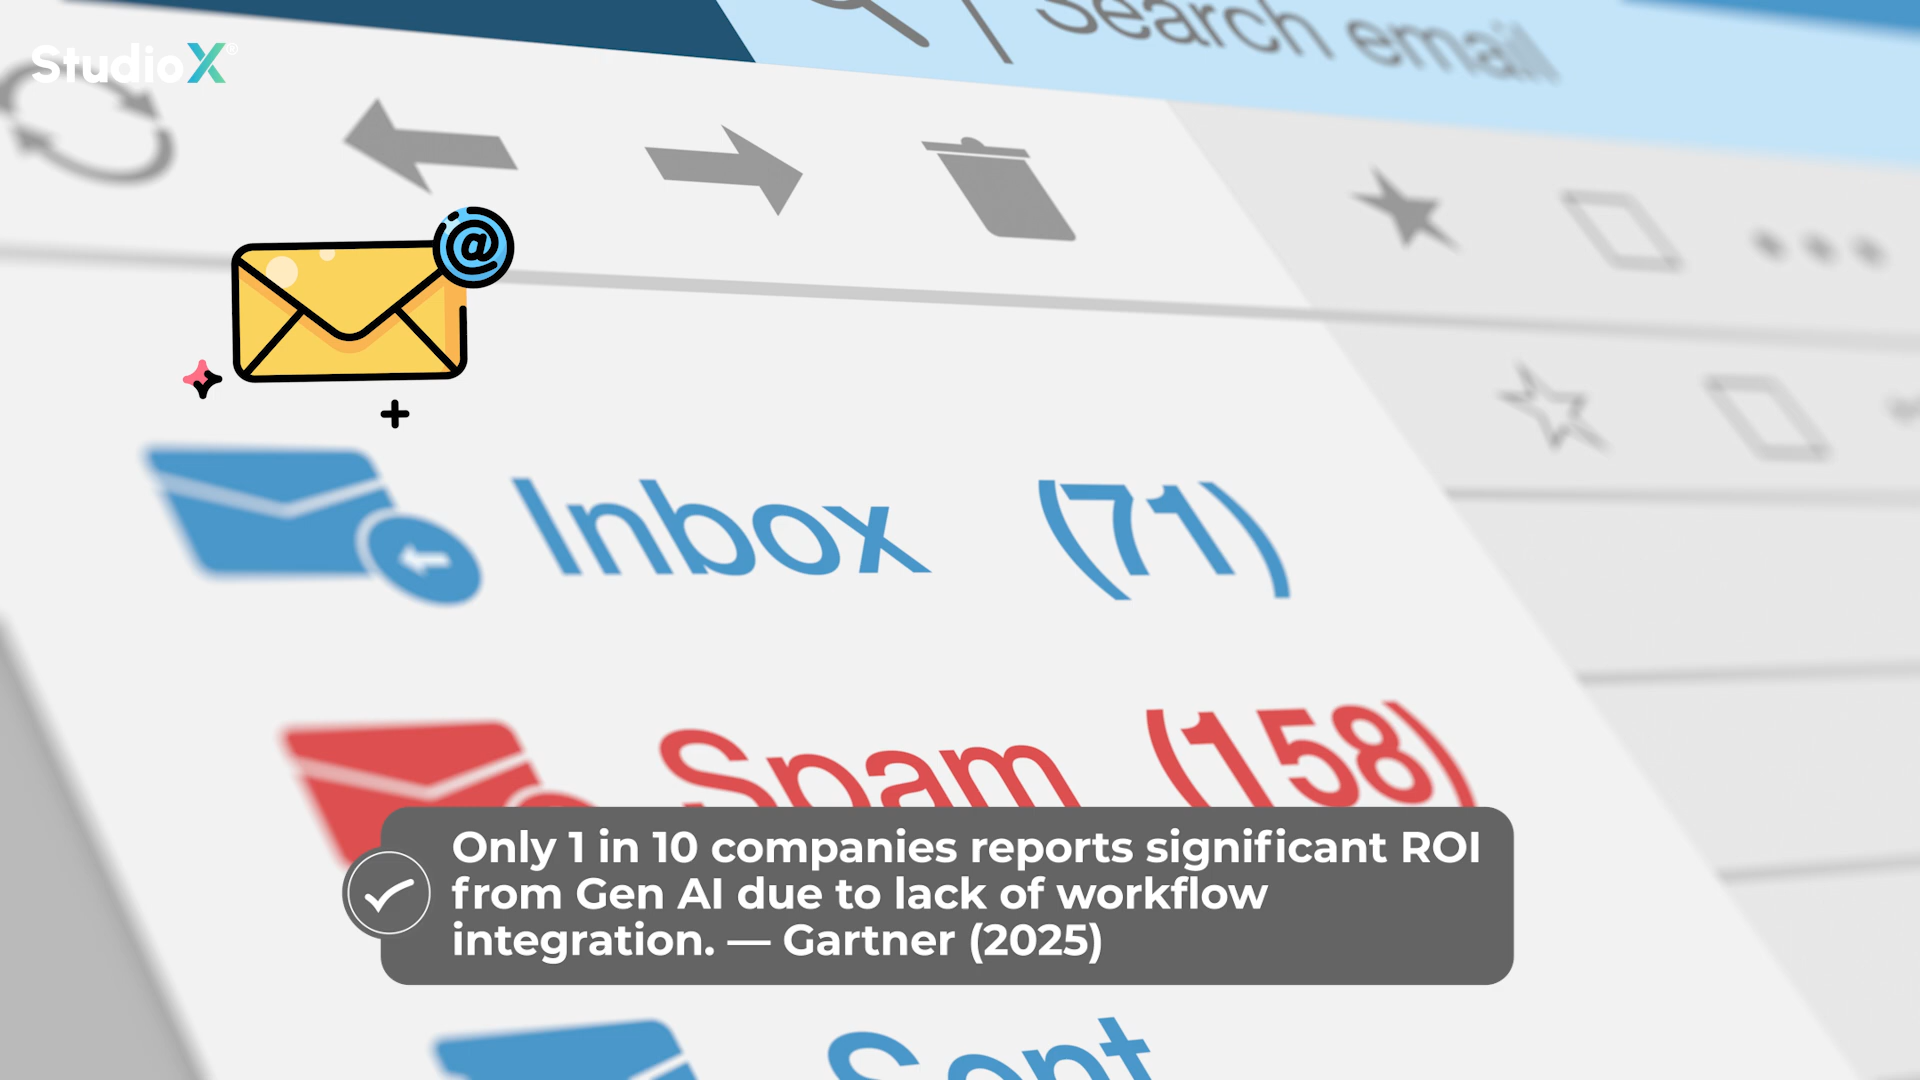 Search email
StudioX®
@
Inbox (71)
Spam (158)
Only 1 in 10 companies reports significant ROI
from Gen AI due to lack of workflow
integration. — Gartner (2025)
Sent